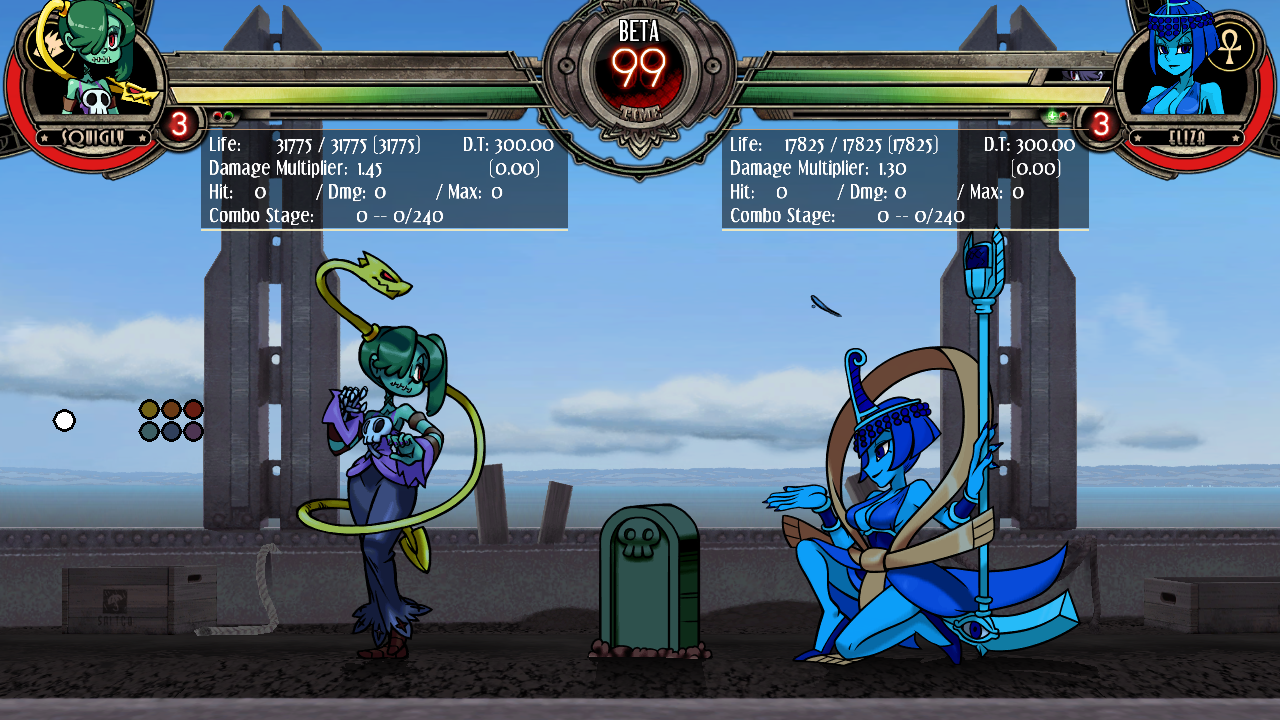 BETA
99
TIME
SQUIGLY
3
3
ELIZA
Life: 31775 / 31775 (31775) D.T: 300.00
Damage Multiplier: 1.45 (0.00)
Hit: 0 / Dmg: 0 / Max: 0
Combo Stage: 0 -- 0/240
Life: 17825 / 17825 (17825) D.T: 300.00
Damage Multiplier: 1.30 (0.00)
Hit: 0 / Dmg: 0 / Max: 0
Combo Stage: 0 -- 0/240